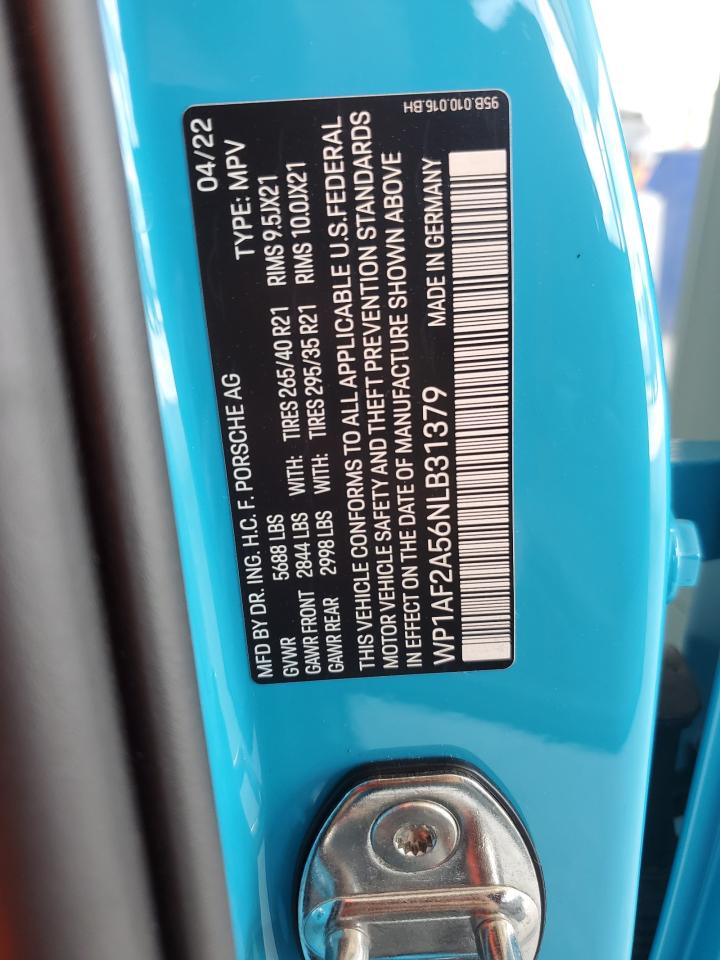 MFD BY DR. ING. H.C. F. PORSCHE AG 04/22
GVWR 5688 LBS TYPE: MPV
GAWR FRONT 2844 LBS WITH: TIRES 265/40 R21 RIMS 9.5JX21
GAWR REAR 2998 LBS WITH: TIRES 295/35 R21 RIMS 10.0JX21
THIS VEHICLE CONFORMS TO ALL APPLICABLE U.S.FEDERAL
MOTOR VEHICLE SAFETY AND THEFT PREVENTION STANDARDS
IN EFFECT ON THE DATE OF MANUFACTURE SHOWN ABOVE
WP1AF2A56NLB31379 MADE IN GERMANY
95B.010.016.BH